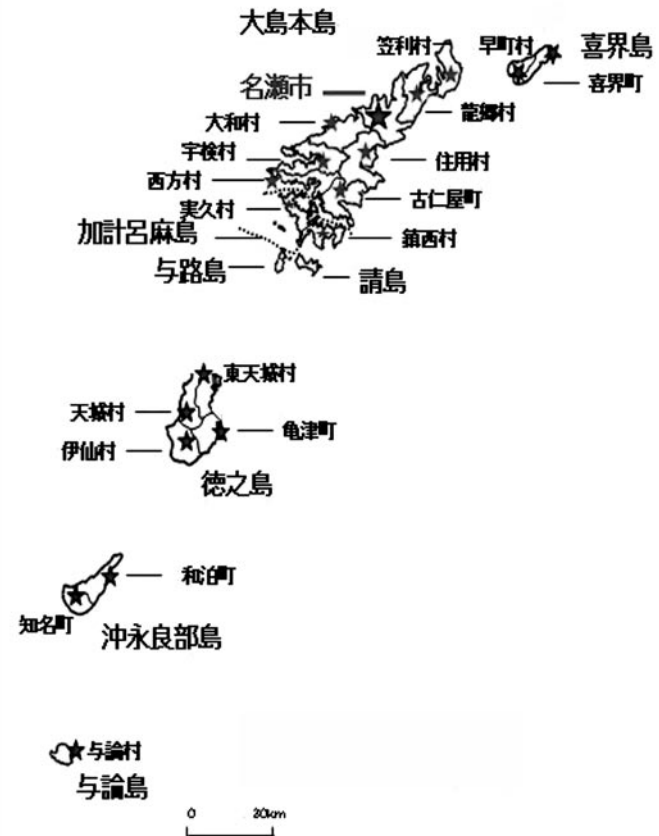 大島本島
笠利村
早町村
喜界島
喜界町
名瀬市
龍郷村
大和村
宇検村
住用村
西方村
古仁屋町
実久村
鎮西村
加計呂麻島
与路島
請島
東天城村
天城村
亀津町
伊仙村
徳之島
和泊町
知名町
沖永良部島
与論村
与論島
0 20km